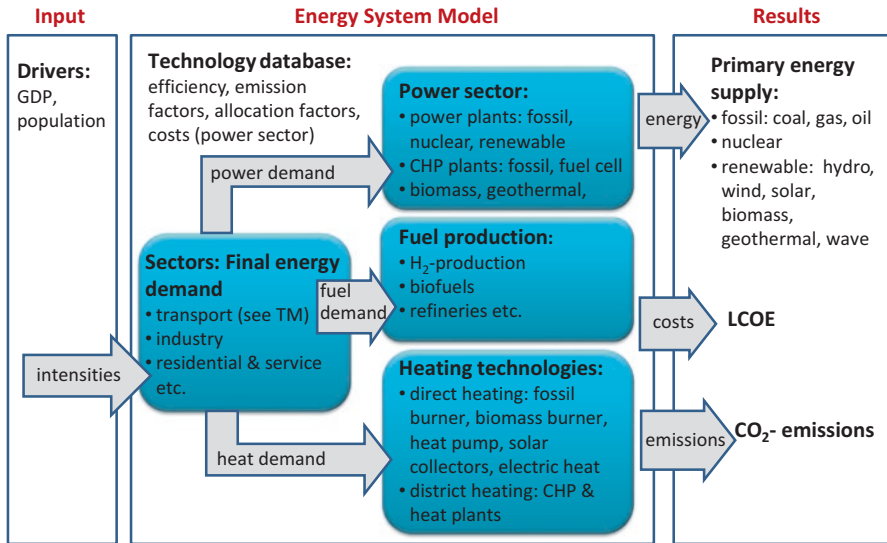 Input
Energy System Model
Results
Drivers:
GDP,
population
intensities
Technology database:
efficiency, emission
factors, allocation factors,
costs (power sector)
power demand
Sectors: Final energy
demand
• transport (see TM)
• industry
• residential & service
etc.
fuel
demand
heat demand
Power sector:
• power plants: fossil,
nuclear, renewable
• CHP plants: fossil, fuel cell
• biomass, geothermal,
Fuel production:
• H₂-production
• biofuels
• refineries etc.
Heating technologies:
• direct heating: fossil
burner, biomass burner,
heat pump, solar
collectors, electric heat
• district heating: CHP &
heat plants
energy
costs
emissions
Primary energy
supply:
• fossil: coal, gas, oil
• nuclear
• renewable: hydro,
wind, solar,
biomass,
geothermal, wave
LCOE
CO₂- emissions